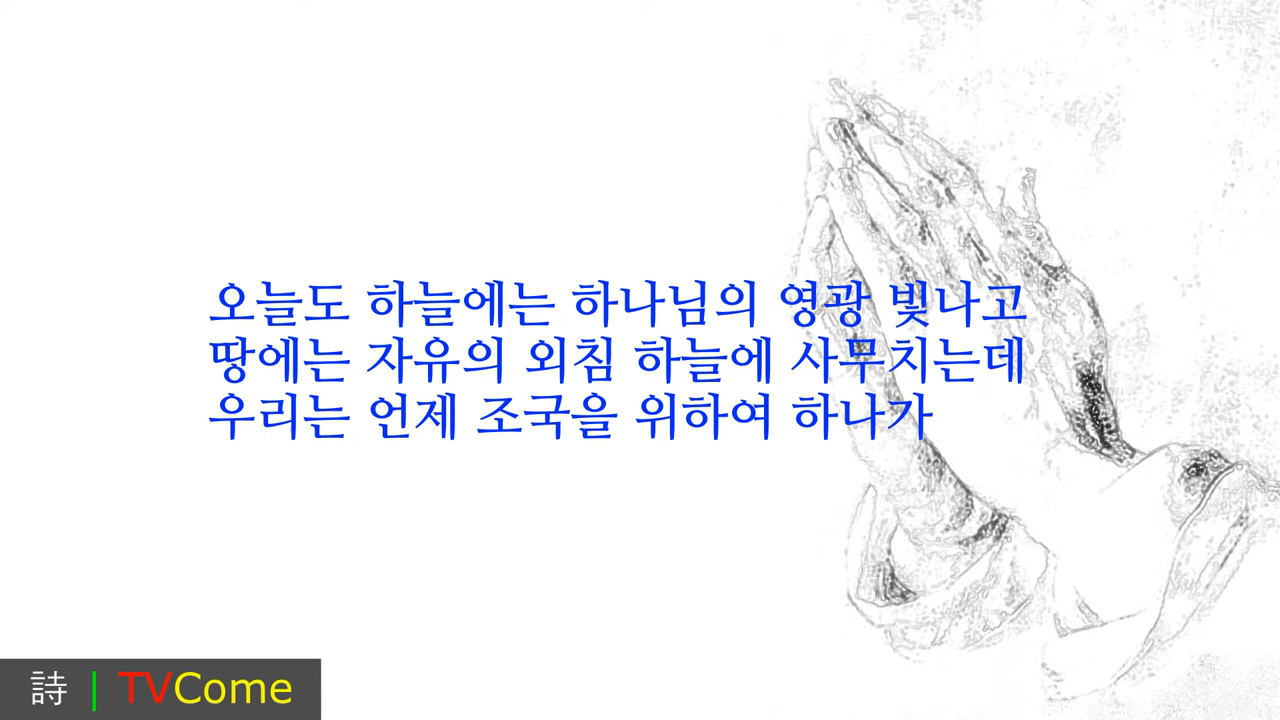 오늘도 하늘에는 하나님의 영광 빛나고
땅에는 자유의 외침 하늘에 사무치는데
우리는 언제 조국을 위하여 하나가
詩 | TVCome